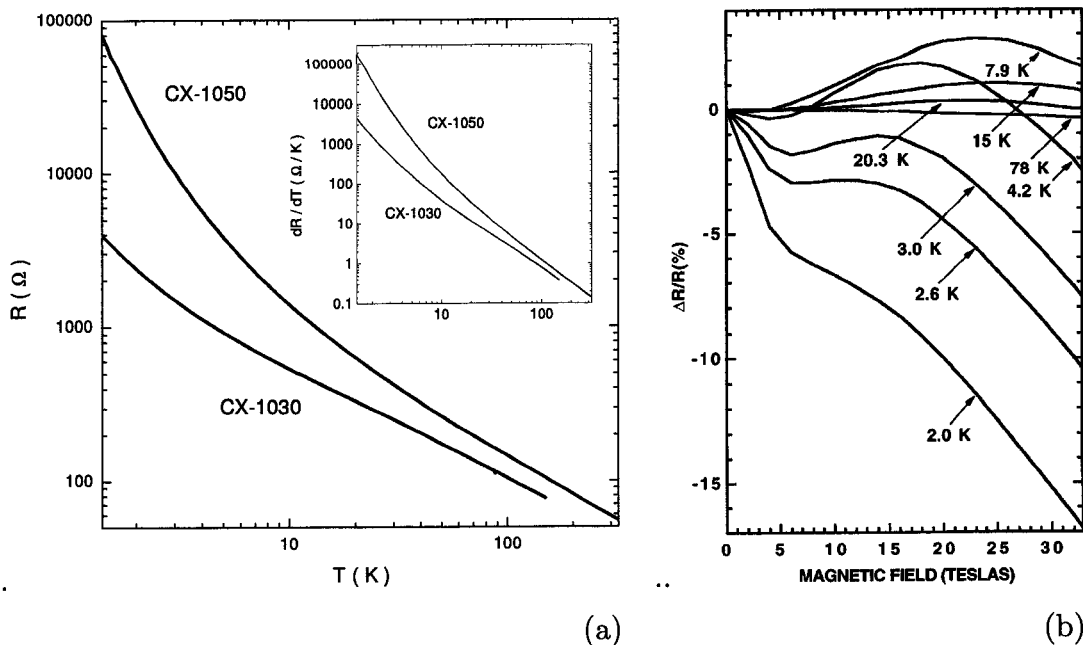 100000
10000
1000
100
R ( Ω )
CX-1050
CX-1030
10
100
T ( K )
100000
10000
1000
100
10
1
0.1
dR / dT ( Ω / K )
CX-1050
CX-1030
10
100
(a)
0
-5
-10
-15
ΔR/R(%)
7.9 K
15 K
20.3 K
78 K
4.2 K
3.0 K
2.6 K
2.0 K
0 5 10 15 20 25 30
MAGNETIC FIELD (TESLAS)
(b)